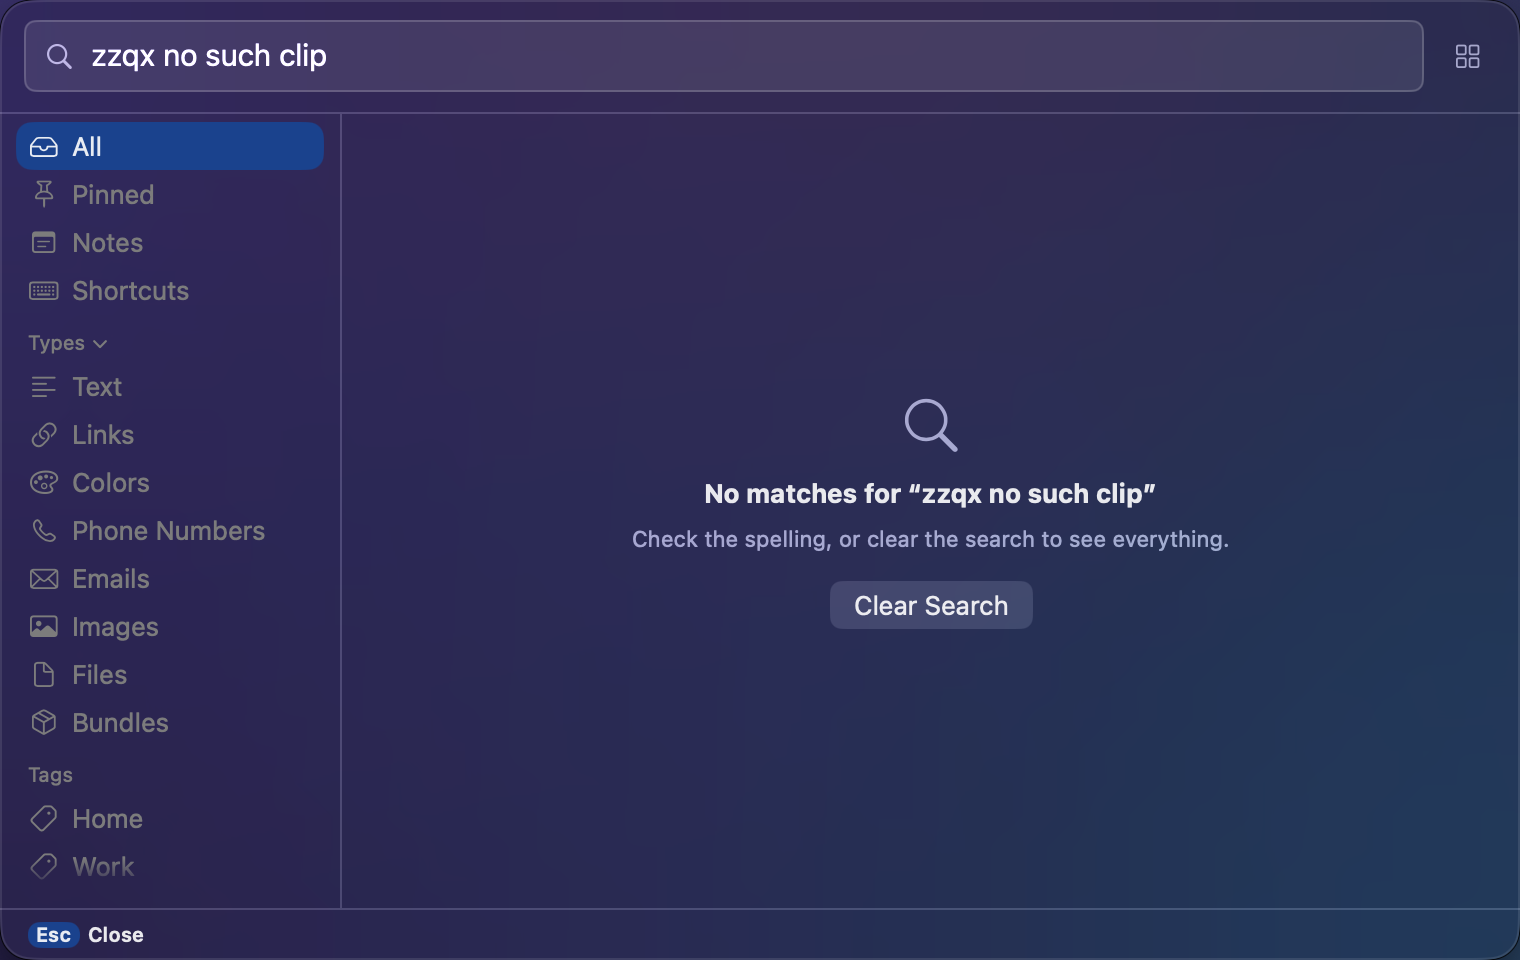 zzqx no such clip
All
Pinned
Notes
Shortcuts
Types
Text
Links
Colors
Phone Numbers
Emails
Images
Files
Bundles
Tags
Home
Work
No matches for “zzqx no such clip”
Check the spelling, or clear the search to see everything.
Clear Search
Esc Close